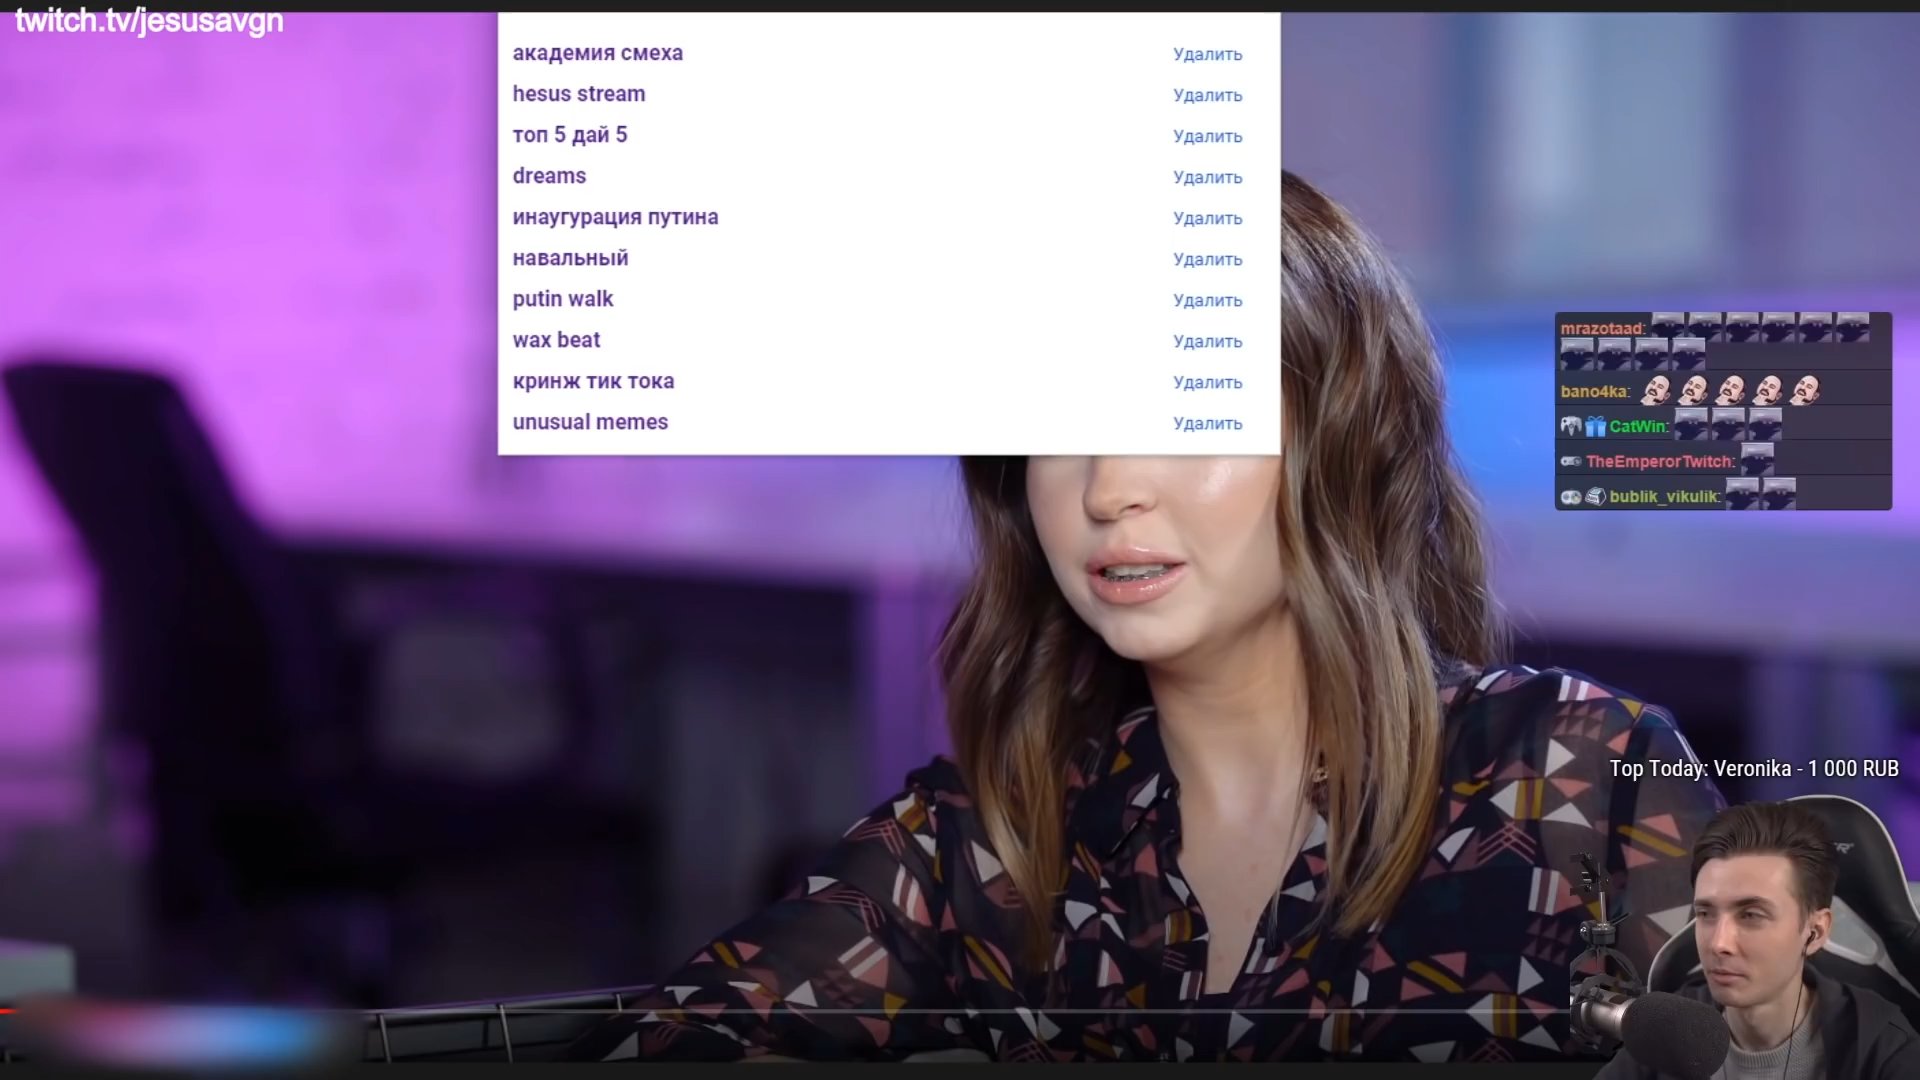 twitch.tv/jesusavgn
академия смеха Удалить
hesus stream Удалить
топ 5 дай 5 Удалить
dreams Удалить
инаугурация путина Удалить
навальный Удалить
putin walk Удалить
wax beat Удалить
кринж тик тока Удалить
unusual memes Удалить
mrazotaad:
bano4ka:
CatWin:
TheEmperorTwitch:
bublik_vikulik:
Top Today: Veronika - 1 000 RUB